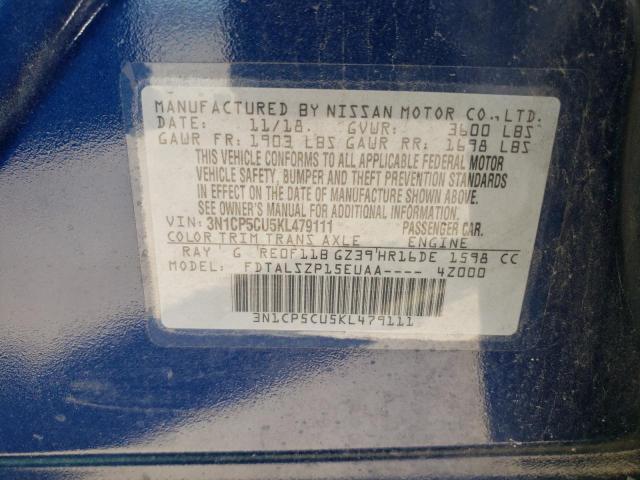 MANUFACTURED BY NISSAN MOTOR CO., LTD.
DATE: 11/18. GVWR: 3600 LBS
GAWR FR: 1903 LBS GAWR RR: 1698 LBS
THIS VEHICLE CONFORMS TO ALL APPLICABLE FEDERAL MOTOR
VEHICLE SAFETY, BUMPER AND THEFT PREVENTION STANDARDS
IN EFFECT ON THE DATE OF MANUFACTURE SHOWN ABOVE.
SEE OWNER'S MANUAL FOR ADDITIONAL INFORMATION.
VIN: 3N1CP5CU5KL479111 PASSENGER CAR.
COLOR TRIM TRANS AXLE ENGINE
RAY G RE0F11B GZ39 HR16DE 1598 CC
MODEL: FDTALSZP15EUAA---- 4Z000
3N1CP5CU5KL479111